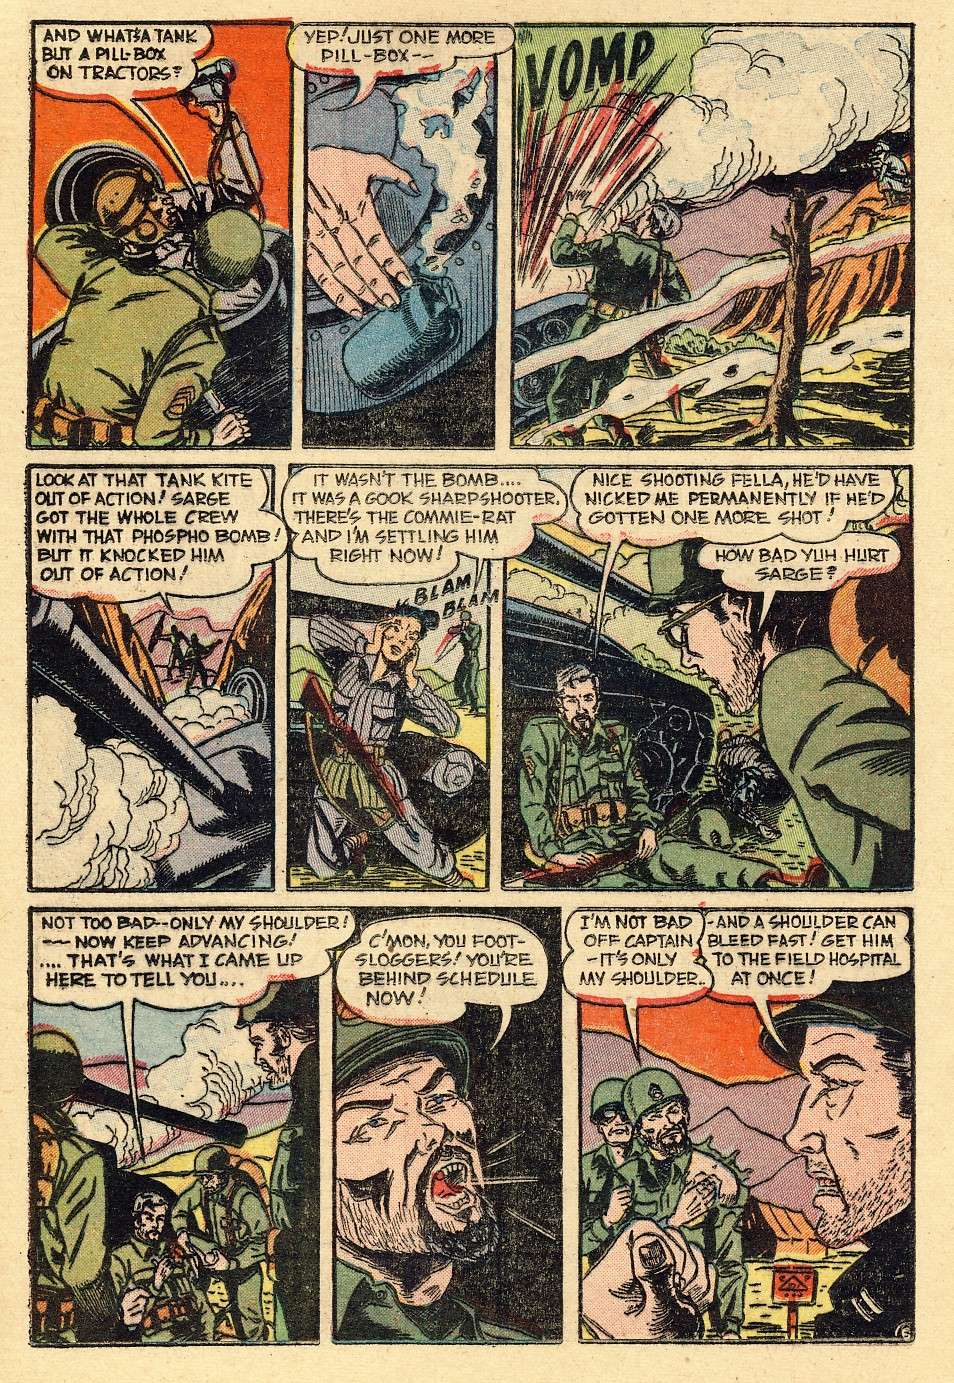 AND WHAT'S A TANK
BUT A PILL-BOX
ON TRACTORS?
YEP! JUST ONE MORE
PILL-BOX--
VOMP
LOOK AT THAT TANK KITE
OUT OF ACTION! SARGE
GOT THE WHOLE CREW
WITH THAT PHOSPHO BOMB!
BUT IT KNOCKED HIM
OUT OF ACTION!
IT WASN'T THE BOMB....
IT WAS A GOOK SHARPSHOOTER.
THERE'S THE COMMIE-RAT
AND I'M SETTLING HIM
RIGHT NOW!
BLAM
BLAM
NICE SHOOTING FELLA, HE'D HAVE
NICKED ME PERMANENTLY IF HE'D
GOTTEN ONE MORE SHOT!
HOW BAD YUH HURT
SARGE?
NOT TOO BAD--ONLY MY SHOULDER!
--NOW KEEP ADVANCING!
....THAT'S WHAT I CAME UP
HERE TO TELL YOU....
C'MON, YOU FOOT-
SLOGGERS! YOU'RE
BEHIND SCHEDULE
NOW!
I'M NOT BAD
OFF CAPTAIN
-IT'S ONLY
MY SHOULDER..
-AND A SHOULDER CAN
BLEED FAST! GET HIM
TO THE FIELD HOSPITAL
AT ONCE!
6